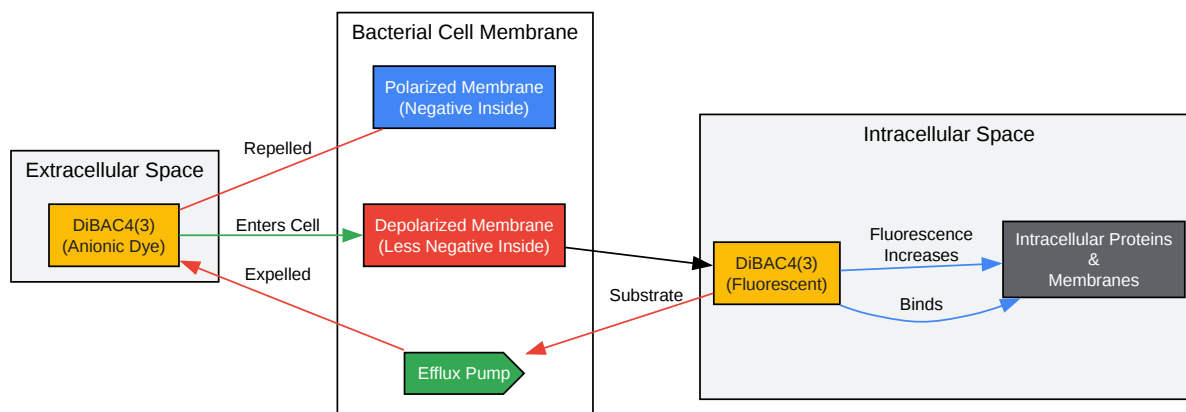 Bacterial Cell Membrane
Polarized Membrane
(Negative Inside)
Repelled
Extracellular Space
DiBAC4(3)
(Anionic Dye)
Enters Cell
Depolarized Membrane
(Less Negative Inside)
Expelled
Efflux Pump
Substrate
Intracellular Space
DiBAC4(3)
(Fluorescent)
Fluorescence
Increases
Binds
Intracellular Proteins
&
Membranes